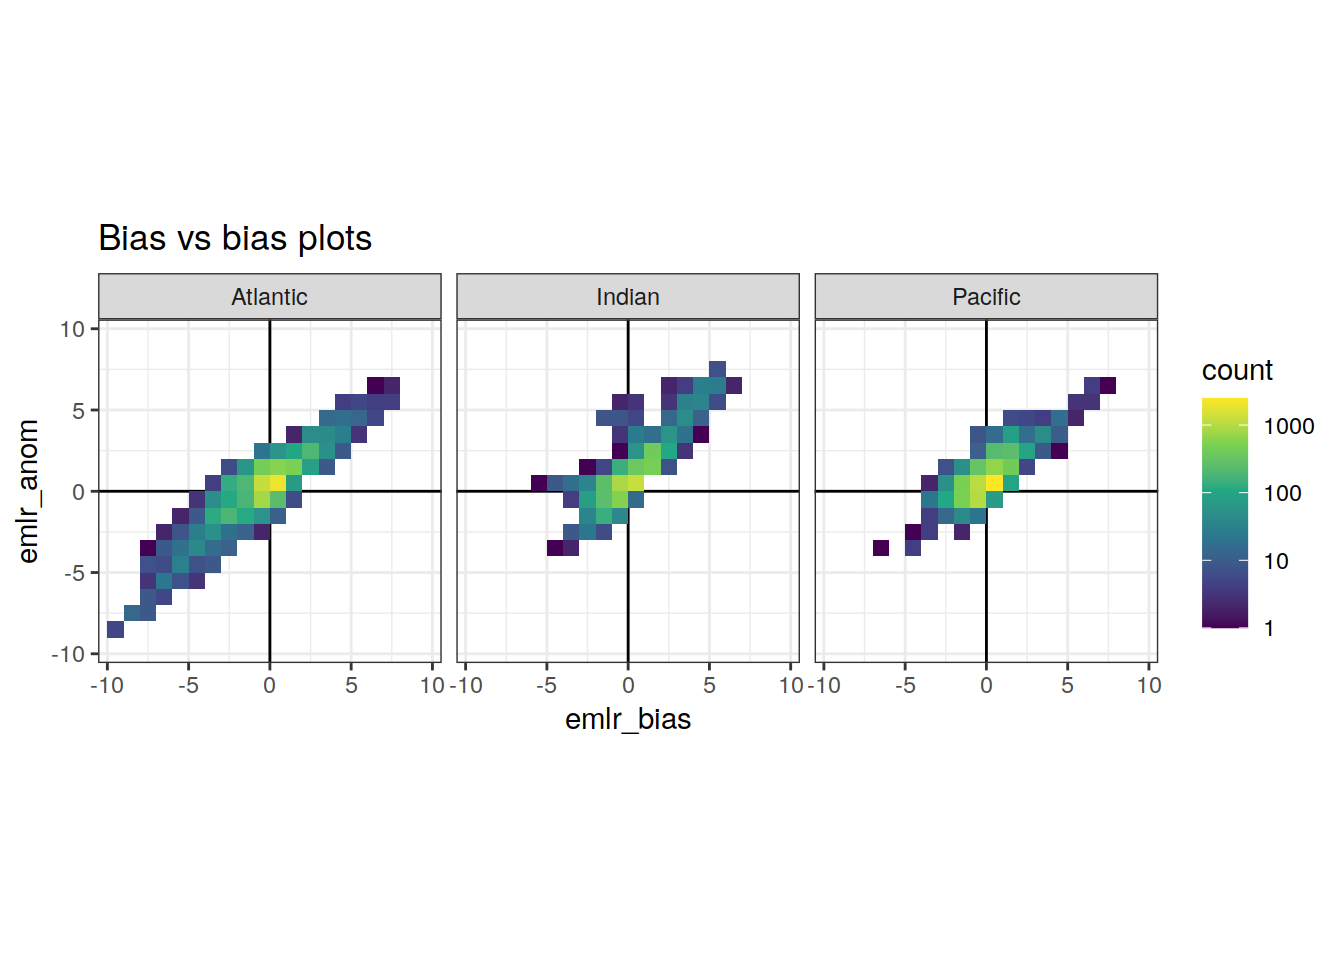 Bias vs bias plots
Atlantic Indian Pacific
10
5
0
-5
-10
emlr_anom
-10 -5 0 5 10 -10 -5 0 5 10 -10 -5 0 5 10
emlr_bias
count
1000
100
10
1